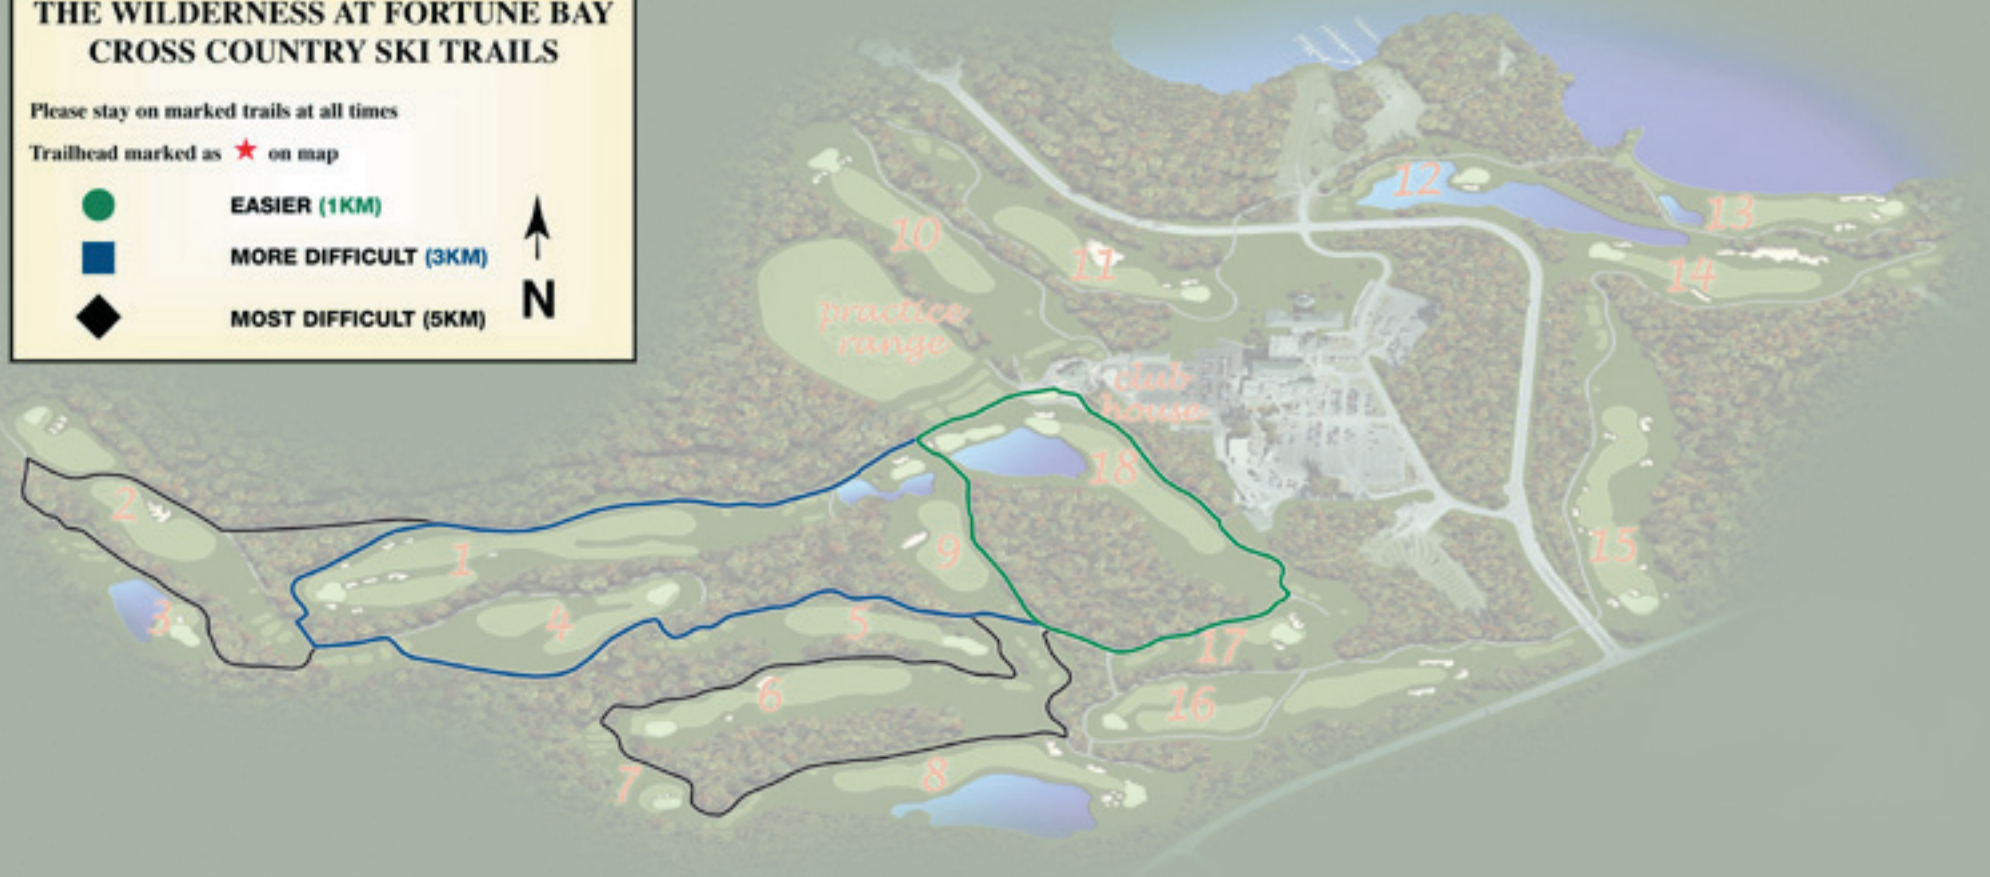 THE WILDERNESS AT FORTUNE BAY
CROSS COUNTRY SKI TRAILS
Please stay on marked trails at all times
Trailhead marked as ★ on map
EASIER (1KM)
MORE DIFFICULT (3KM)
MOST DIFFICULT (5KM)
N
12
13
10
11
14
practice
range
club
house
18
2
1
9
15
3
4
5
17
6
16
7
8